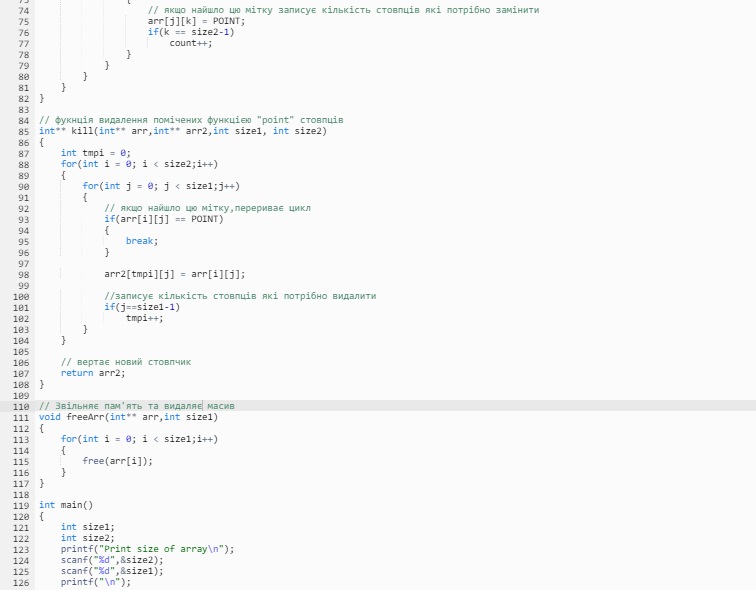 73 {
74 // якщо найшло цю мітку записує кількість стовпців які потрібно замінити
75 arr[j][k] = POINT;
76 if(k == size2-1)
77 count++;
78 }
79 }
80 }
81 }
82 }
83
84 // фукнція видалення помічених функцією "point" стовпців
85 int** kill(int** arr,int** arr2,int size1, int size2)
86 {
87 int tmpi = 0;
88 for(int i = 0; i < size2;i++)
89 {
90 for(int j = 0; j < size1;j++)
91 {
92 // якщо найшло цю мітку,перериває цикл
93 if(arr[i][j] == POINT)
94 {
95 break;
96 }
97
98 arr2[tmpi][j] = arr[i][j];
99
100 //записує кількість стовпців які потрібно видалити
101 if(j==size1-1)
102 tmpi++;
103 }
104 }
105
106 // вертає новий стовпчик
107 return arr2;
108 }
109
110 // Звільняє пам'ять та видаляє масив
111 void freeArr(int** arr,int size1)
112 {
113 for(int i = 0; i < size1;i++)
114 {
115 free(arr[i]);
116 }
117 }
118
119 int main()
120 {
121 int size1;
122 int size2;
123 printf("Print size of array\n");
124 scanf("%d",&size2);
125 scanf("%d",&size1);
126 printf("\n");